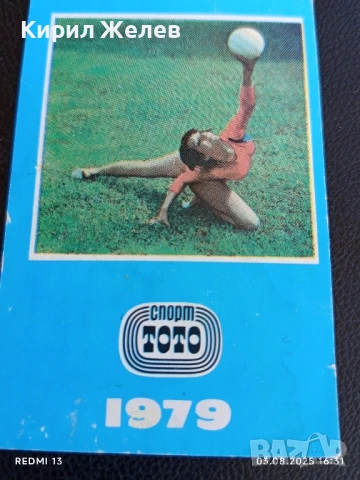 Кирил Желев
спорт
ТОТО
1979
REDMI 13
03.08.2025 16:31
BAZAR